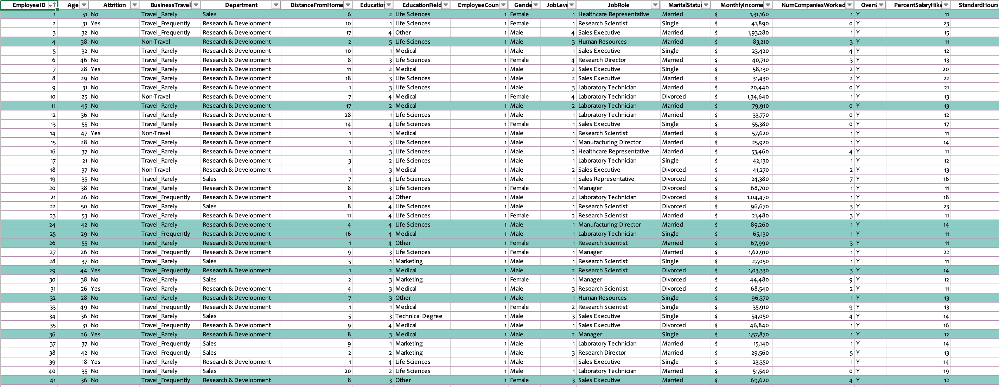 EmployeeID Age Attrition BusinessTravel Department DistanceFromHome Education EducationField EmployeeCoun Gende JobLeve JobRole MaritalStatus MonthlyIncome NumCompaniesWorked Over18 PercentSalaryHike StandardHours
1 51 No Travel_Rarely Sales 6 2 Life Sciences 1 Female 1 Healthcare Representative Married $ 1,31,160 1 Y 11
2 31 Yes Travel_Frequently Research & Development 10 1 Life Sciences 1 Female 1 Research Scientist Single $ 41,890 0 Y 23
3 32 No Travel_Frequently Research & Development 17 4 Other 1 Male 4 Sales Executive Married $ 1,93,280 1 Y 15
4 38 No Non-Travel Research & Development 2 5 Life Sciences 1 Male 3 Human Resources Married $ 83,210 3 Y 11
5 32 No Travel_Rarely Research & Development 10 1 Medical 1 Male 1 Sales Executive Single $ 23,420 4 Y 12
6 46 No Travel_Rarely Research & Development 8 3 Life Sciences 1 Female 4 Research Director Married $ 40,710 3 Y 13
7 28 Yes Travel_Rarely Research & Development 11 2 Medical 1 Male 2 Sales Executive Single $ 58,130 2 Y 20
8 29 No Travel_Rarely Research & Development 18 3 Life Sciences 1 Male 2 Sales Executive Married $ 31,430 2 Y 22
9 31 No Travel_Rarely Research & Development 1 3 Life Sciences 1 Male 3 Laboratory Technician Married $ 20,440 0 Y 21
10 25 No Non-Travel Research & Development 7 4 Medical 1 Female 4 Laboratory Technician Divorced $ 1,34,640 1 Y 13
11 45 No Travel_Rarely Research & Development 17 2 Medical 1 Male 2 Laboratory Technician Married $ 79,910 0 Y 13
12 36 No Travel_Rarely Research & Development 28 1 Life Sciences 1 Male 1 Laboratory Technician Married $ 33,770 0 Y 12
13 55 No Travel_Rarely Research & Development 14 4 Life Sciences 1 Female 1 Sales Executive Single $ 55,380 0 Y 17
14 47 Yes Non-Travel Research & Development 1 1 Medical 1 Male 1 Research Scientist Married $ 57,620 1 Y 11
15 28 No Travel_Rarely Research & Development 1 3 Life Sciences 1 Male 1 Manufacturing Director Married $ 25,920 1 Y 14
16 37 No Travel_Rarely Research & Development 1 3 Life Sciences 1 Male 2 Healthcare Representative Married $ 53,460 4 Y 11
17 21 No Travel_Rarely Research & Development 3 2 Life Sciences 1 Male 1 Laboratory Technician Single $ 42,130 1 Y 12
18 37 No Non-Travel Research & Development 1 3 Medical 1 Male 2 Sales Executive Divorced $ 41,270 2 Y 13
19 35 No Travel_Rarely Sales 7 4 Life Sciences 1 Male 1 Sales Representative Divorced $ 24,380 7 Y 16
20 38 No Travel_Rarely Research & Development 8 3 Life Sciences 1 Female 1 Manager Divorced $ 68,700 1 Y 11
21 26 No Travel_Frequently Research & Development 1 4 Other 1 Male 2 Laboratory Technician Divorced $ 1,04,470 1 Y 18
22 50 No Travel_Rarely Sales 8 4 Life Sciences 1 Male 1 Research Scientist Divorced $ 96,670 3 Y 23
23 53 No Travel_Rarely Research & Development 11 4 Life Sciences 1 Female 2 Research Scientist Married $ 21,480 3 Y 11
24 42 No Travel_Rarely Research & Development 4 4 Life Sciences 1 Male 1 Manufacturing Director Married $ 89,260 1 Y 14
25 29 No Travel_Frequently Research & Development 16 4 Medical 1 Male 1 Laboratory Technician Single $ 65,130 1 Y 11
26 55 No Travel_Rarely Research & Development 1 4 Other 1 Female 1 Research Scientist Married $ 67,990 3 Y 11
27 26 No Travel_Frequently Research & Development 9 3 Life Sciences 1 Female 1 Manager Married $ 1,62,910 1 Y 22
28 37 No Travel_Rarely Sales 5 1 Marketing 1 Male 1 Research Scientist Single $ 27,050 1 Y 11
29 44 Yes Travel_Frequently Research & Development 1 2 Medical 1 Male 2 Research Scientist Divorced $ 1,03,330 3 Y 14
30 38 No Travel_Rarely Sales 2 3 Marketing 1 Female 1 Manager Divorced $ 44,480 9 Y 12
31 26 Yes Travel_Rarely Research & Development 4 3 Medical 1 Male 3 Research Scientist Divorced $ 68,540 2 Y 11
32 28 No Travel_Rarely Research & Development 7 3 Other 1 Male 1 Human Resources Single $ 96,370 1 Y 13
33 49 No Travel_Frequently Research & Development 1 1 Medical 1 Female 2 Research Scientist Single $ 35,910 9 Y 13
34 36 No Travel_Rarely Sales 5 3 Technical Degree 1 Male 3 Sales Executive Single $ 54,050 4 Y 14
35 31 No Travel_Frequently Research & Development 9 4 Medical 1 Male 1 Sales Executive Divorced $ 46,840 1 Y 16
36 26 Yes Travel_Rarely Research & Development 8 3 Medical 1 Male 2 Manager Single $ 1,57,870 1 Y 12
37 37 No Travel_Frequently Sales 9 1 Marketing 1 Male 1 Laboratory Technician Married $ 15,140 1 Y 14
38 42 No Travel_Frequently Sales 2 2 Marketing 1 Male 3 Research Director Married $ 29,560 5 Y 13
39 18 Yes Travel_Rarely Research & Development 1 4 Life Sciences 1 Male 1 Sales Executive Single $ 23,350 1 Y 14
40 35 No Travel_Rarely Sales 20 2 Life Sciences 1 Male 1 Laboratory Technician Married $ 51,540 0 Y 19
41 36 No Travel_Frequently Research & Development 8 3 Other 1 Female 3 Sales Executive Married $ 69,620 4 Y 12